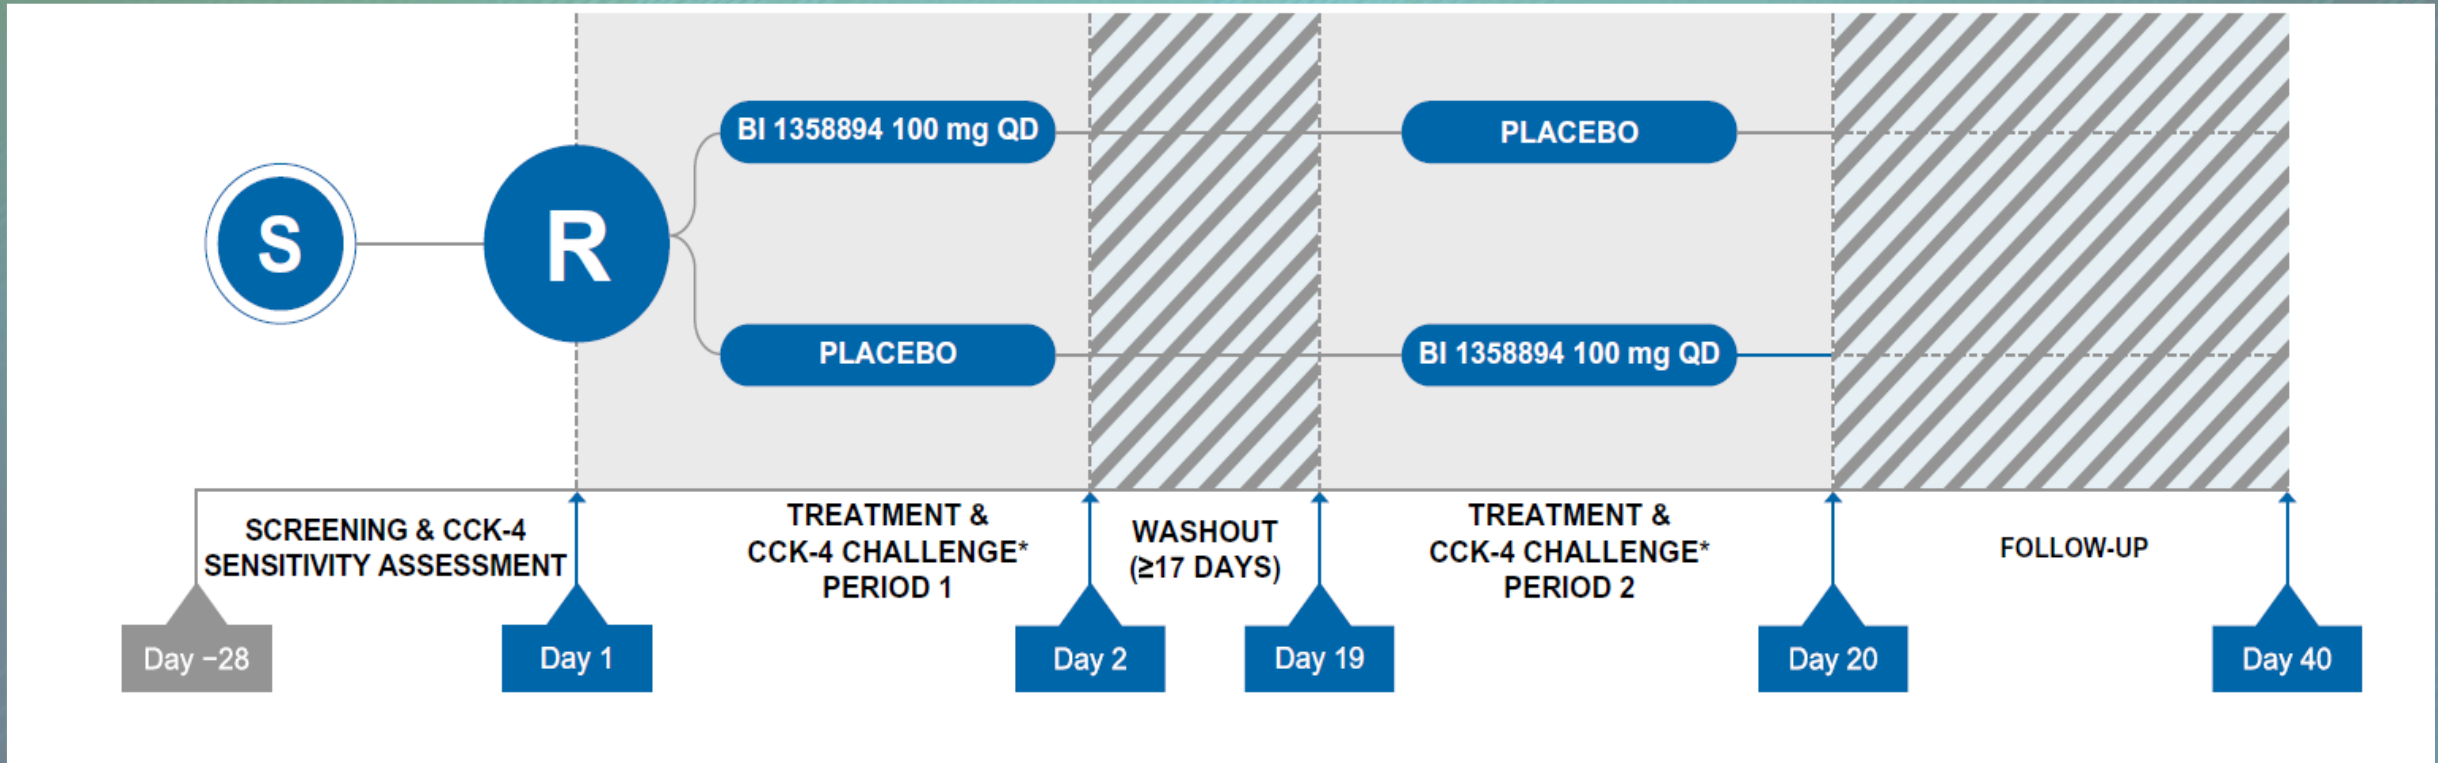 S
R
BI 1358894 100 mg QD
PLACEBO
PLACEBO
BI 1358894 100 mg QD
SCREENING & CCK-4
SENSITIVITY ASSESSMENT
TREATMENT &
CCK-4 CHALLENGE*
PERIOD 1
WASHOUT
(≥17 DAYS)
TREATMENT &
CCK-4 CHALLENGE*
PERIOD 2
FOLLOW-UP
Day −28
Day 1
Day 2
Day 19
Day 20
Day 40